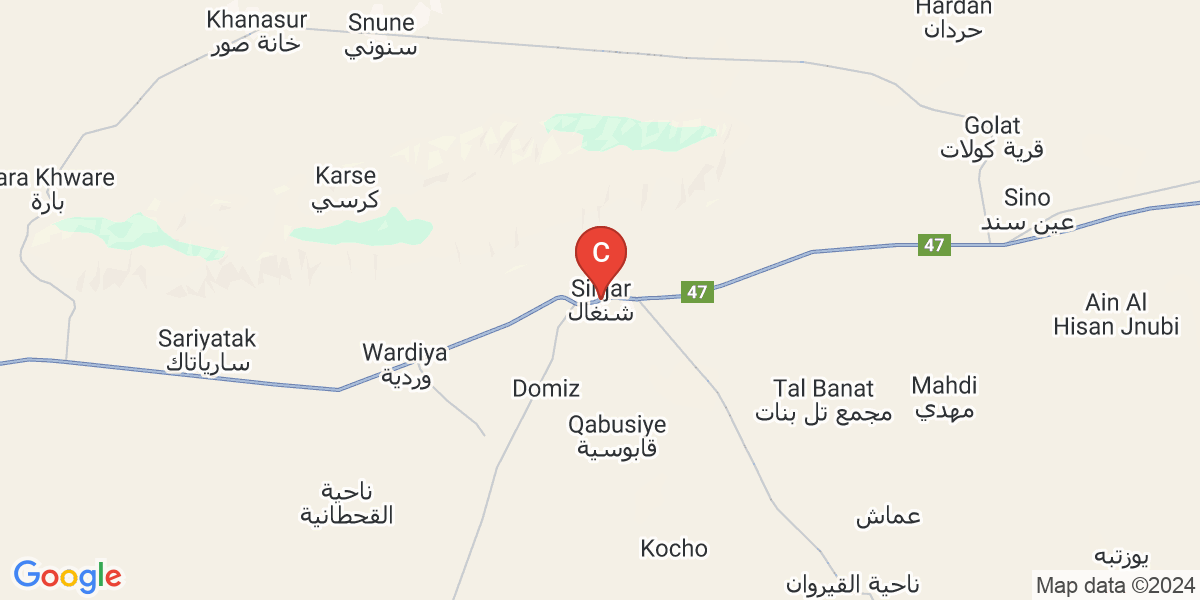 Khanasur
خانة صور
Snune
سنوني
Hardan
حردان
Golat
قرية كولات
ara Khware
بارة
Karse
كرسي
Sino
عين سند
47
C
47
Sinjar
شنغال
Ain Al
Hisan Jnubi
Sariyatak
سارياتاك
Wardiya
وردية
Domiz
Tal Banat
مجمع تل بنات
Mahdi
مهدي
Qabusiye
قابوسية
ناحية
القحطانية
عماش
Kocho
يوزتبه
ناحية القيروان
Google
Map data ©2024